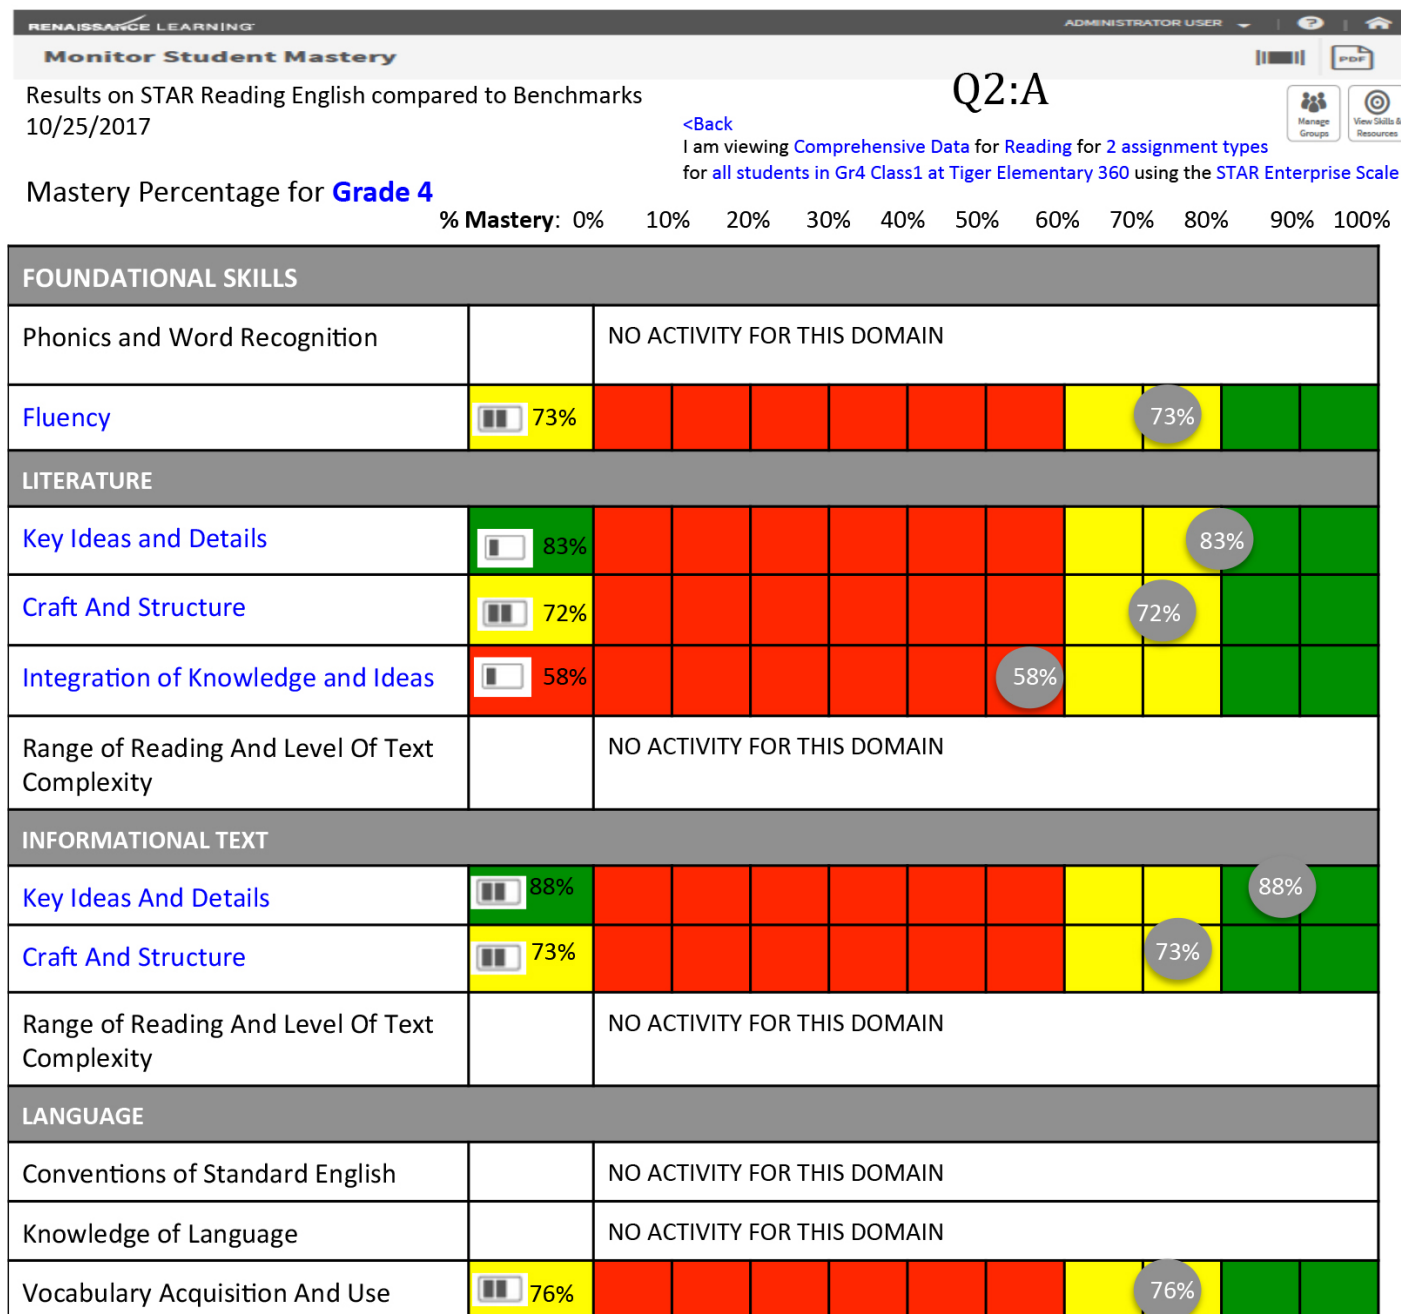 RENAISSANCE LEARNING
ADMINISTRATOR USER
?
Monitor Student Mastery
PDF
Results on STAR Reading English compared to Benchmarks
10/25/2017
Q2:A
Manage
Groups
View Skills &
Resources
<Back
I am viewing Comprehensive Data for Reading for 2 assignment types
for all students in Gr4 Class1 at Tiger Elementary 360 using the STAR Enterprise Scale
Mastery Percentage for Grade 4
% Mastery: 0% 10% 20% 30% 40% 50% 60% 70% 80% 90% 100%
FOUNDATIONAL SKILLS
Phonics and Word Recognition
NO ACTIVITY FOR THIS DOMAIN
Fluency
73%
73%
LITERATURE
Key Ideas and Details
83%
83%
Craft And Structure
72%
72%
Integration of Knowledge and Ideas
58%
58%
Range of Reading And Level Of Text
Complexity
NO ACTIVITY FOR THIS DOMAIN
INFORMATIONAL TEXT
Key Ideas And Details
88%
88%
Craft And Structure
73%
73%
Range of Reading And Level Of Text
Complexity
NO ACTIVITY FOR THIS DOMAIN
LANGUAGE
Conventions of Standard English
NO ACTIVITY FOR THIS DOMAIN
Knowledge of Language
NO ACTIVITY FOR THIS DOMAIN
Vocabulary Acquisition And Use
76%
76%